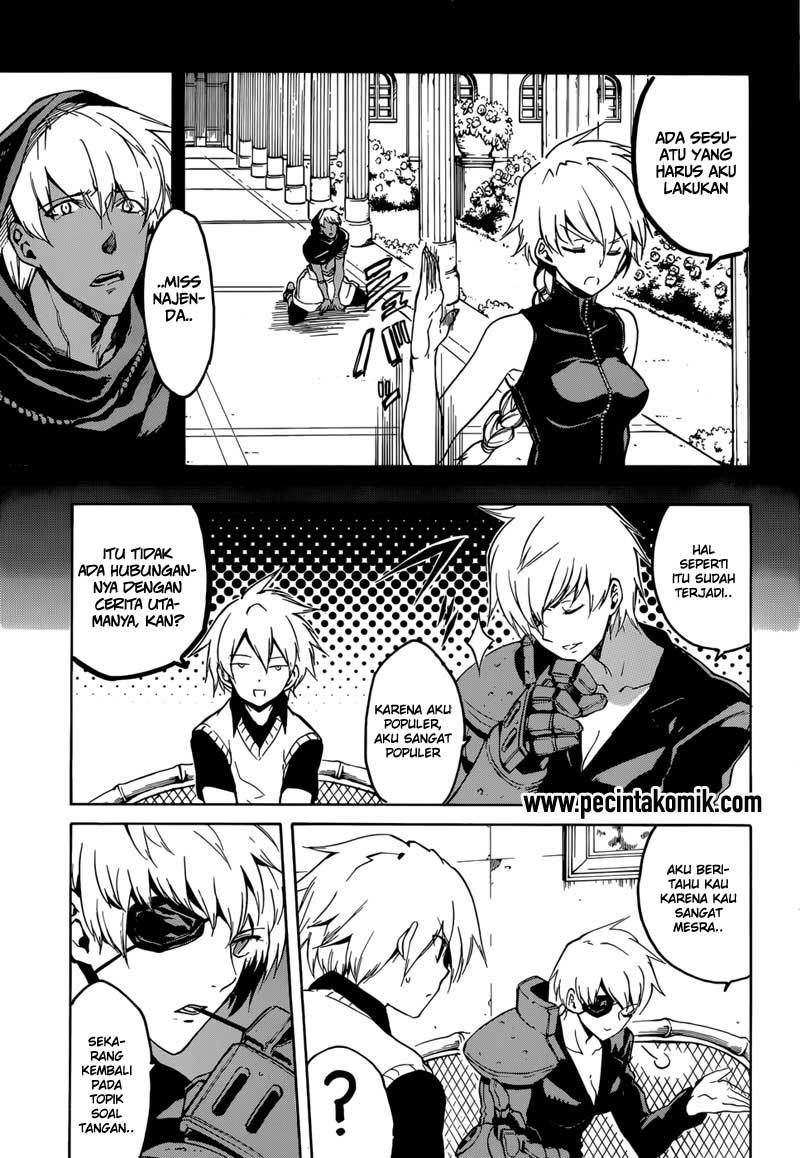 ADA SESU-
ATU YANG
HARUS AKU
LAKUKAN
..MISS
NAJEN-
DA..
HAL
SEPERTI
ITU SUDAH
TERJADI..
KARENA AKU
POPULER,
AKU SANGAT
POPULER
ITU TIDAK
ADA HUBUNGAN-
NYA DENGAN
CERITA UTA-
MANYA, KAN?
www.pecintakomik.com
AKU BERI-
TAHU KAU
KARENA KAU
SANGAT
MESRA..
?
SEKA-
RANG
KEMBALI
PADA
TOPIK
SOAL
TANGAN..